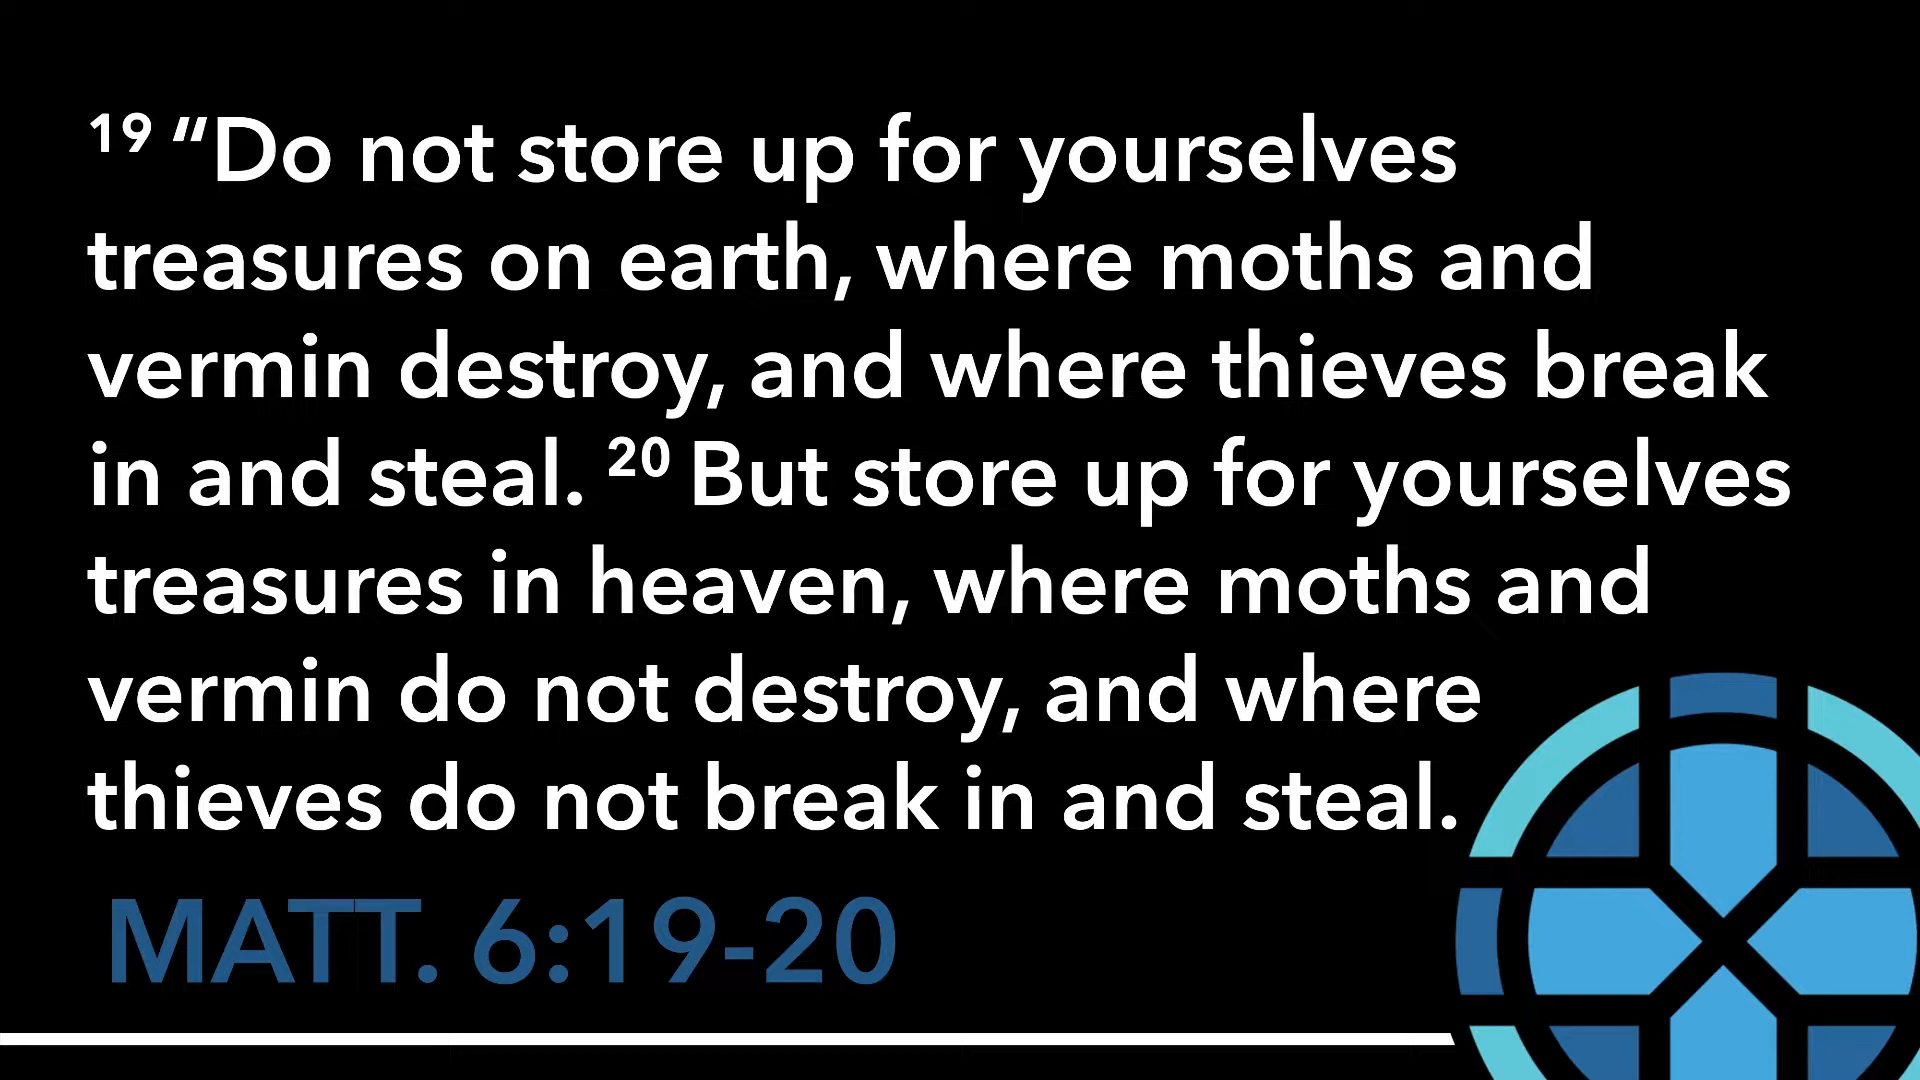 19 “Do not store up for yourselves
treasures on earth, where moths and
vermin destroy, and where thieves break
in and steal. 20 But store up for yourselves
treasures in heaven, where moths and
vermin do not destroy, and where
thieves do not break in and steal.
MATT. 6:19-20